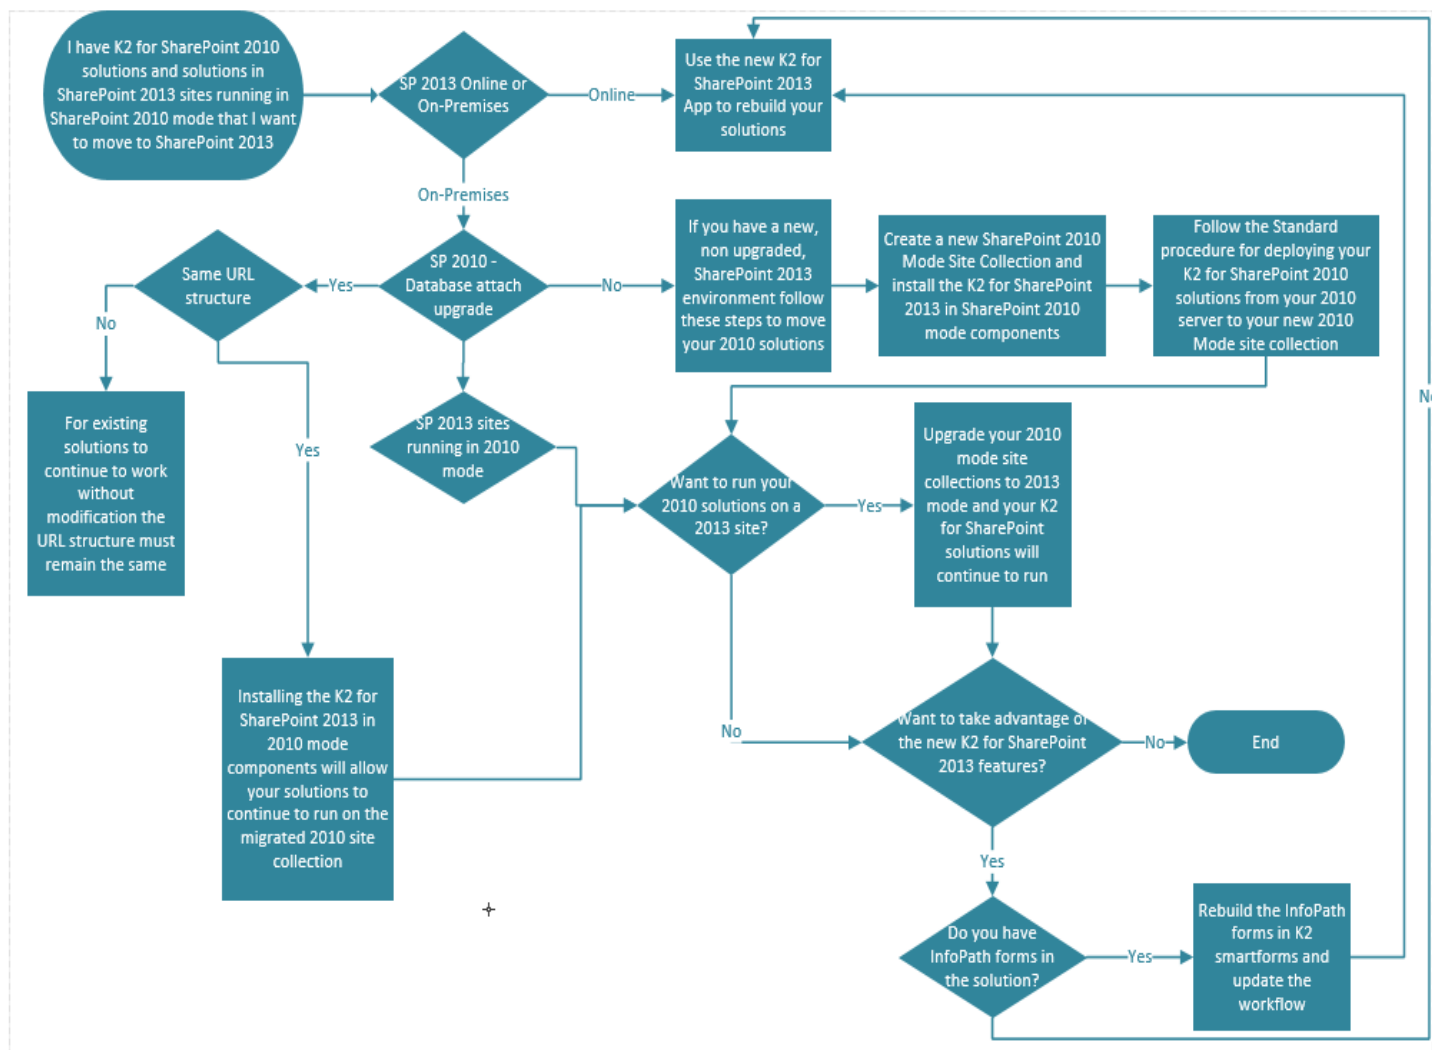 I have K2 for SharePoint 2010
solutions and solutions in
SharePoint 2013 sites running in
SharePoint 2010 mode that I want
to move to SharePoint 2013
SP 2013 Online or
On-Premises
Online
Use the new K2 for
SharePoint 2013
App to rebuild your
solutions
On-Premises
Same URL
structure
Yes
SP 2010 -
Database attach
upgrade
No
If you have a new,
non upgraded,
SharePoint 2013
environment follow
these steps to move
your 2010 solutions
Create a new SharePoint 2010
Mode Site Collection and
install the K2 for SharePoint
2013 in SharePoint 2010
mode components
Follow the Standard
procedure for deploying your
K2 for SharePoint 2010
solutions from your 2010
server to your new 2010
Mode site collection
No
For existing
solutions to
continue to work
without
modification the
URL structure must
remain the same
Yes
SP 2013 sites
running in 2010
mode
Want to run your
2010 solutions on a
2013 site?
Yes
Upgrade your 2010
mode site
collections to 2013
mode and your K2
for SharePoint
solutions will
continue to run
Installing the K2 for
SharePoint 2013 in
2010 mode
components will allow
your solutions to
continue to run on the
migrated 2010 site
collection
No
Want to take advantage of
the new K2 for SharePoint
2013 features?
No
End
Yes
Do you have
InfoPath forms in
the solution?
Yes
Rebuild the InfoPath
forms in K2
smartforms and
update the
workflow
No